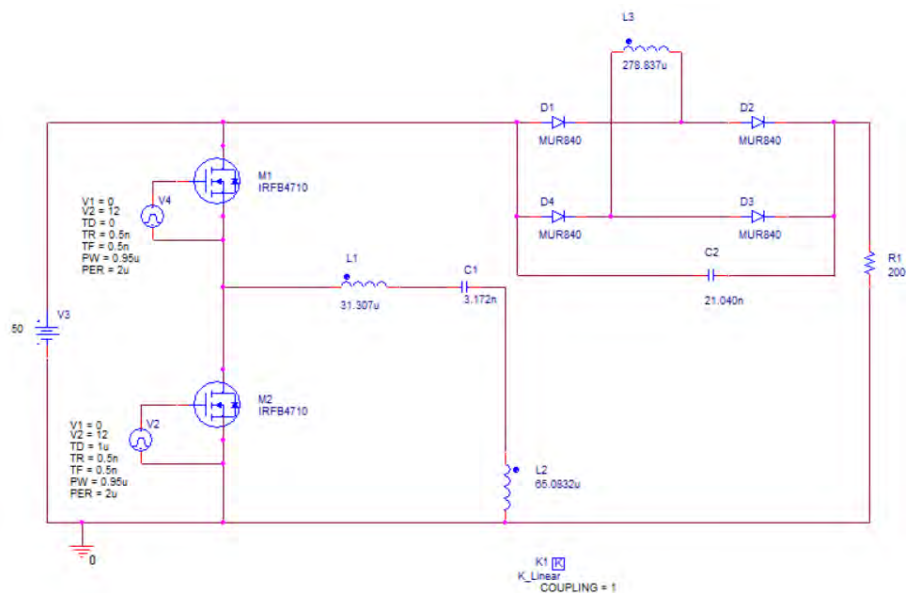 L3
278.837u
D1
MUR840
D2
MUR840
M1
IRFB4710
V4
V1 = 0
V2 = 12
TD = 0
TR = 0.5n
TF = 0.5n
PW = 0.95u
PER = 2u
D4
MUR840
D3
MUR840
C2
21.040n
R1
200
L1
31.307u
C1
3.172n
V3
50
M2
IRFB4710
V2
V1 = 0
V2 = 12
TD = 1u
TR = 0.5n
TF = 0.5n
PW = 0.95u
PER = 2u
L2
65.0832u
0
K1 K
K_Linear
COUPLING = 1